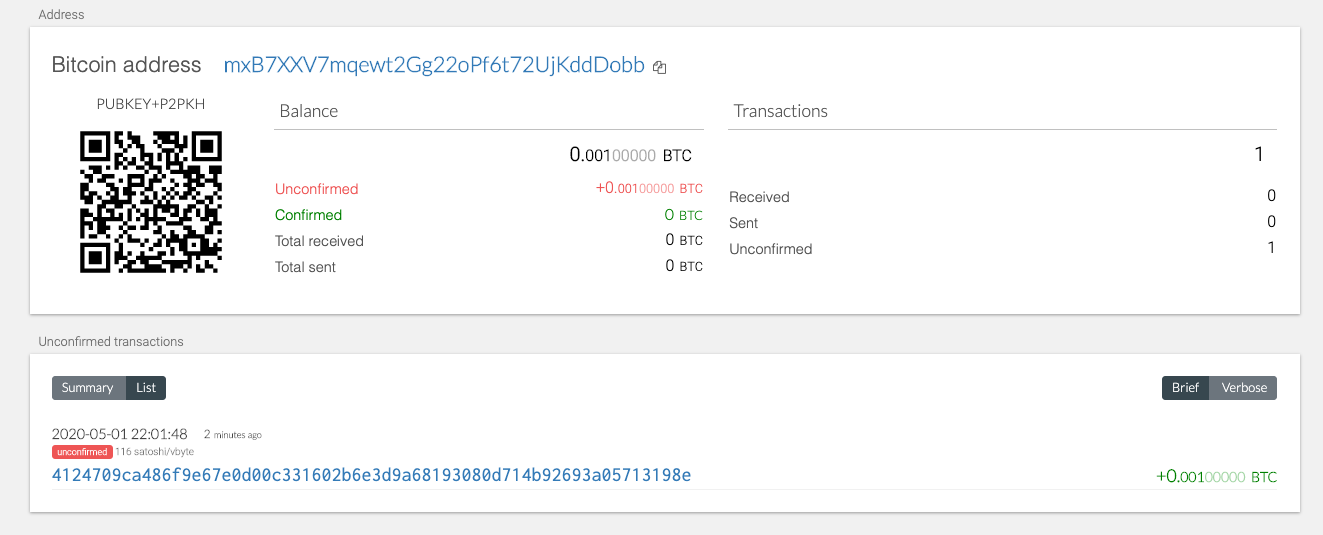 Address
Bitcoin address mxB7XXV7mqewt2Gg22oPf6t72UjKddDobb
PUBKEY+P2PKH
Balance
0.00100000 BTC
Unconfirmed +0.00100000 BTC
Confirmed 0 BTC
Total received 0 BTC
Total sent 0 BTC
Transactions
1
Received 0
Sent 0
Unconfirmed 1
Unconfirmed transactions
Summary List Brief Verbose
2020-05-01 22:01:48 2 minutes ago
unconfirmed 116 satoshi/vbyte
4124709ca486f9e67e0d00c331602b6e3d9a68193080d714b92693a05713198e +0.00100000 BTC